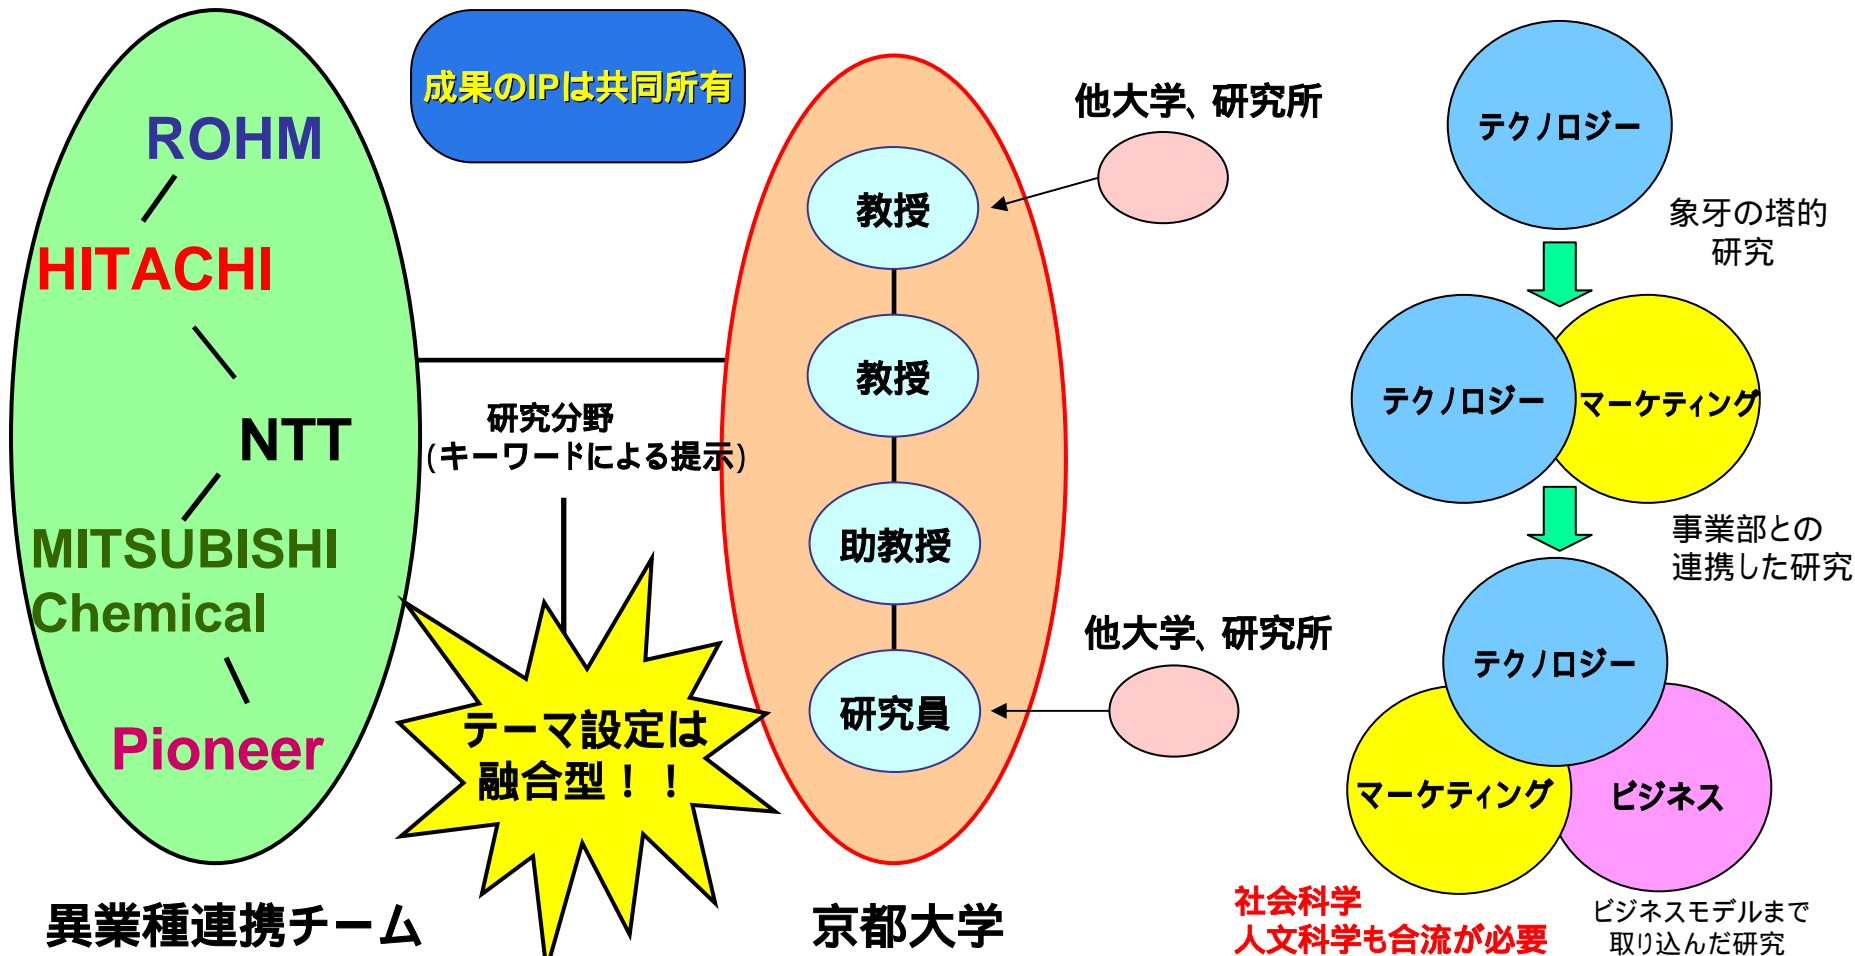 成果のIPは共同所有
ROHM
HITACHI
NTT
MITSUBISHI
Chemical
Pioneer
異業種連携チーム
研究分野
(キーワードによる提示)
テーマ設定は
融合型！！
教授
教授
助教授
研究員
京都大学
他大学、研究所
他大学、研究所
テクノロジー
象牙の塔的
研究
テクノロジー
マーケティング
事業部との
連携した研究
テクノロジー
マーケティング
ビジネス
社会科学
人文科学も合流が必要
ビジネスモデルまで
取り込んだ研究